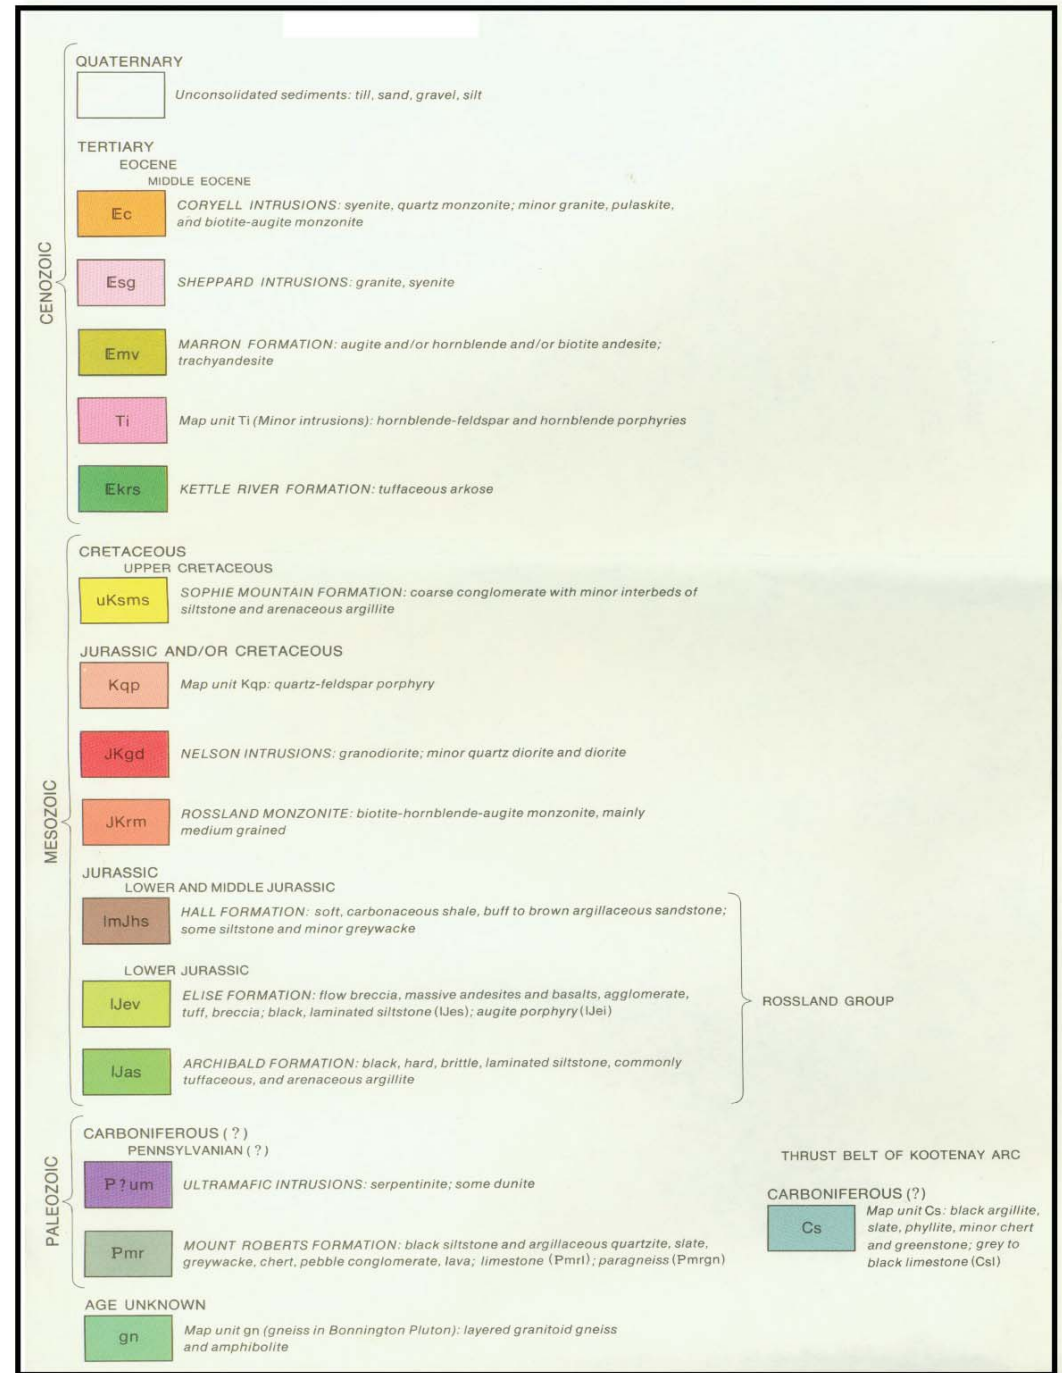 CENOZOIC
QUATERNARY
Unconsolidated sediments: till, sand, gravel, silt
TERTIARY
EOCENE
MIDDLE EOCENE
Ec
CORYELL INTRUSIONS: syenite, quartz monzonite; minor granite, pulaskite,
and biotite-augite monzonite
Esg
SHEPPARD INTRUSIONS: granite, syenite
Emv
MARRON FORMATION: augite and/or hornblende and/or biotite andesite;
trachyandesite
Ti
Map unit Ti (Minor intrusions): hornblende-feldspar and hornblende porphyries
Ekrs
KETTLE RIVER FORMATION: tuffaceous arkose
MESOZOIC
CRETACEOUS
UPPER CRETACEOUS
uKsms
SOPHIE MOUNTAIN FORMATION: coarse conglomerate with minor interbeds of
siltstone and arenaceous argillite
JURASSIC AND/OR CRETACEOUS
Kqp
Map unit Kqp: quartz-feldspar porphyry
JKgd
NELSON INTRUSIONS: granodiorite; minor quartz diorite and diorite
JKrm
ROSSLAND MONZONITE: biotite-hornblende-augite monzonite, mainly
medium grained
JURASSIC
LOWER AND MIDDLE JURASSIC
lmJhs
HALL FORMATION: soft, carbonaceous shale, buff to brown argillaceous sandstone;
some siltstone and minor greywacke
LOWER JURASSIC
lJev
ELISE FORMATION: flow breccia, massive andesites and basalts, agglomerate,
tuff, breccia; black, laminated siltstone (lJes); augite porphyry (lJei)
lJas
ARCHIBALD FORMATION: black, hard, brittle, laminated siltstone, commonly
tuffaceous, and arenaceous argillite
ROSSLAND GROUP
PALEOZOIC
CARBONIFEROUS (?)
PENNSYLVANIAN (?)
P?um
ULTRAMAFIC INTRUSIONS: serpentinite; some dunite
Pmr
MOUNT ROBERTS FORMATION: black siltstone and argillaceous quartzite, slate,
greywacke, chert, pebble conglomerate, lava; limestone (Pmrl); paragneiss (Pmrgn)
THRUST BELT OF KOOTENAY ARC
CARBONIFEROUS (?)
Cs
Map unit Cs: black argillite,
slate, phyllite, minor chert
and greenstone; grey to
black limestone (Csl)
AGE UNKNOWN
gn
Map unit gn (gneiss in Bonnington Pluton): layered granitoid gneiss
and amphibolite